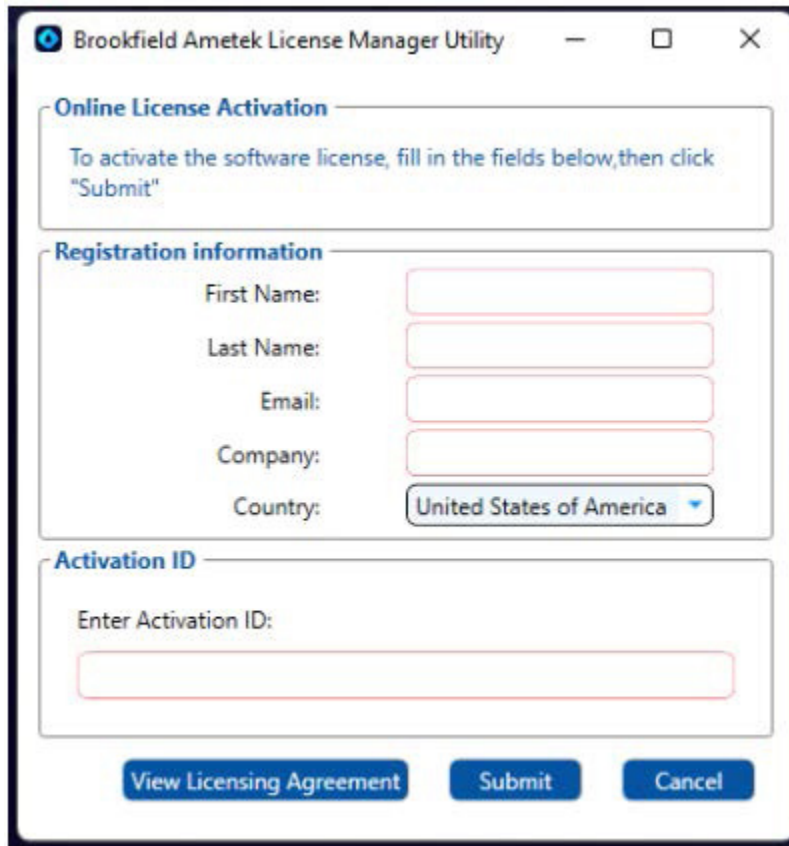 Brookfield Ametek License Manager Utility
Online License Activation
To activate the software license, fill in the fields below,then click
"Submit"
Registration information
First Name:
Last Name:
Email:
Company:
Country: United States of America
Activation ID
Enter Activation ID:
View Licensing Agreement Submit Cancel